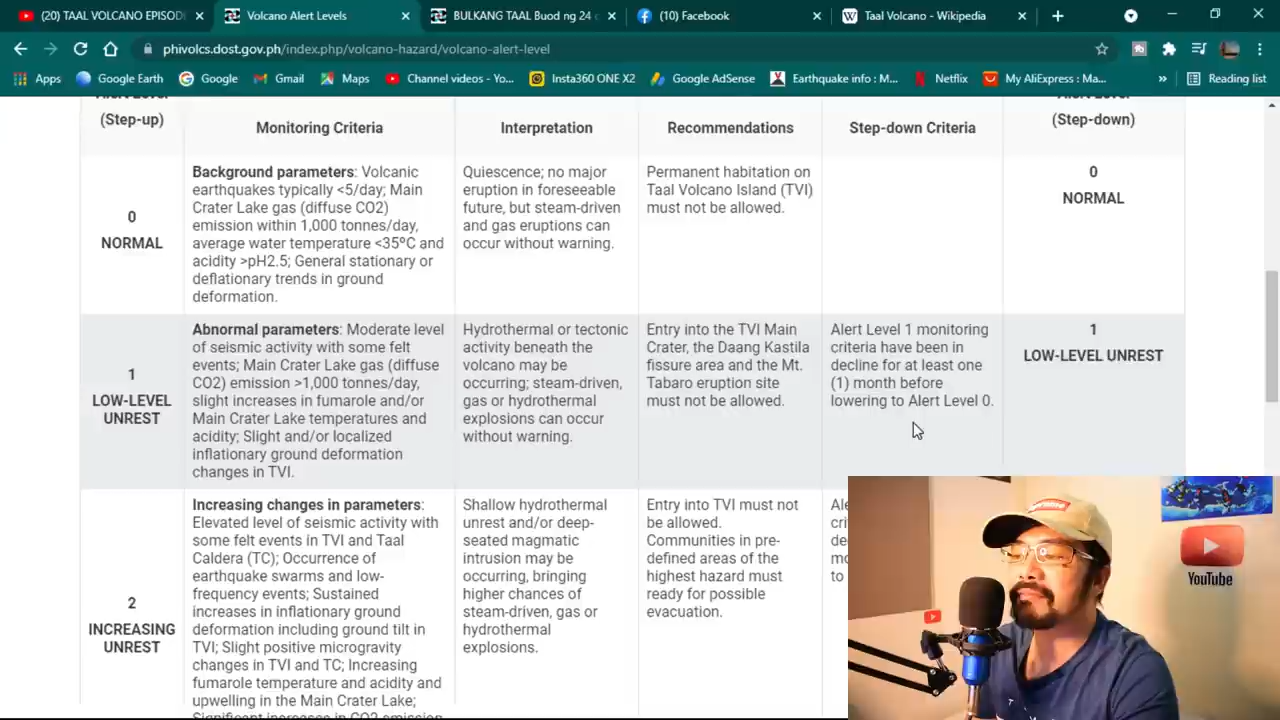 (20) TAAL VOLCANO EPISOD
Volcano Alert Levels
BULKANG TAAL Buod ng 24
(10) Facebook
Taal Volcano - Wikipedia
phivolcs.dost.gov.ph/index.php/volcano-hazard/volcano-alert-level
Apps
Google Earth
Google
Gmail
Maps
Channel videos - Yo...
Insta360 ONE X2
Google AdSense
Earthquake info : M...
Netflix
My AliExpress : Ma...
»
Reading list
Alert Level
(Step-up)
Monitoring Criteria
Interpretation
Recommendations
Step-down Criteria
Alert Level
(Step-down)
0
NORMAL
Background parameters: Volcanic
earthquakes typically <5/day; Main
Crater Lake gas (diffuse CO2)
emission within 1,000 tonnes/day,
average water temperature <35ºC and
acidity >pH2.5; General stationary or
deflationary trends in ground
deformation.
Quiescence; no major
eruption in foreseeable
future, but steam-driven
and gas eruptions can
occur without warning.
Permanent habitation on
Taal Volcano Island (TVI)
must not be allowed.
0
NORMAL
1
LOW-LEVEL
UNREST
Abnormal parameters: Moderate level
of seismic activity with some felt
events; Main Crater Lake gas (diffuse
CO2) emission >1,000 tonnes/day,
slight increases in fumarole and/or
Main Crater Lake temperatures and
acidity; Slight and/or localized
inflationary ground deformation
changes in TVI.
Hydrothermal or tectonic
activity beneath the
volcano may be
occurring; steam-driven,
gas or hydrothermal
explosions can occur
without warning.
Entry into the TVI Main
Crater, the Daang Kastila
fissure area and the Mt.
Tabaro eruption site
must not be allowed.
Alert Level 1 monitoring
criteria have been in
decline for at least one
(1) month before
lowering to Alert Level 0.
1
LOW-LEVEL UNREST
2
INCREASING
UNREST
Increasing changes in parameters:
Elevated level of seismic activity with
some felt events in TVI and Taal
Caldera (TC); Occurrence of
earthquake swarms and low-
frequency events; Sustained
increases in inflationary ground
deformation including ground tilt in
TVI; Slight positive microgravity
changes in TVI and TC; Increasing
fumarole temperature and acidity and
upwelling in the Main Crater Lake;
Significant increases in CO2 emission
Shallow hydrothermal
unrest and/or deep-
seated magmatic
intrusion may be
occurring, bringing
higher chances of
steam-driven, gas or
hydrothermal
explosions.
Entry into TVI must not
be allowed.
Communities in pre-
defined areas of the
highest hazard must
ready for possible
evacuation.
Ale
crit
de
mo
to
YouTube